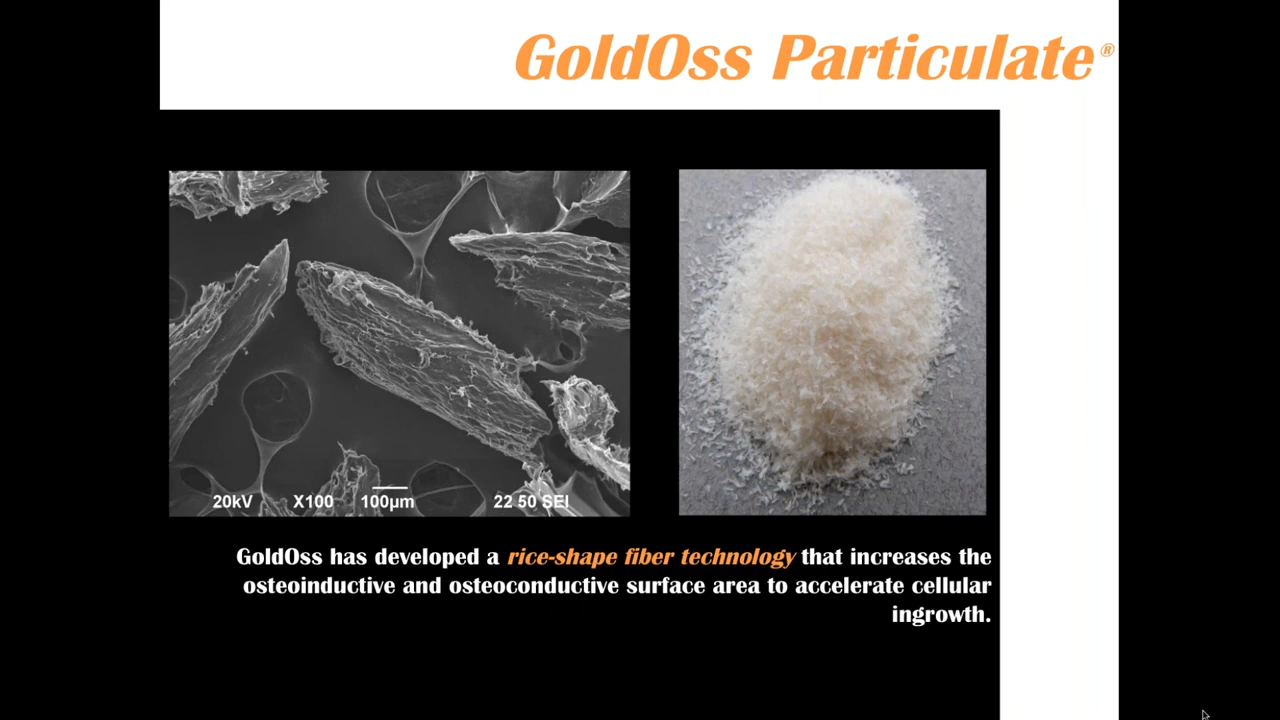 GoldOss Particulate®
20kV X100 100µm 22 50 SEI
GoldOss has developed a rice-shape fiber technology that increases the
osteoinductive and osteoconductive surface area to accelerate cellular
ingrowth.